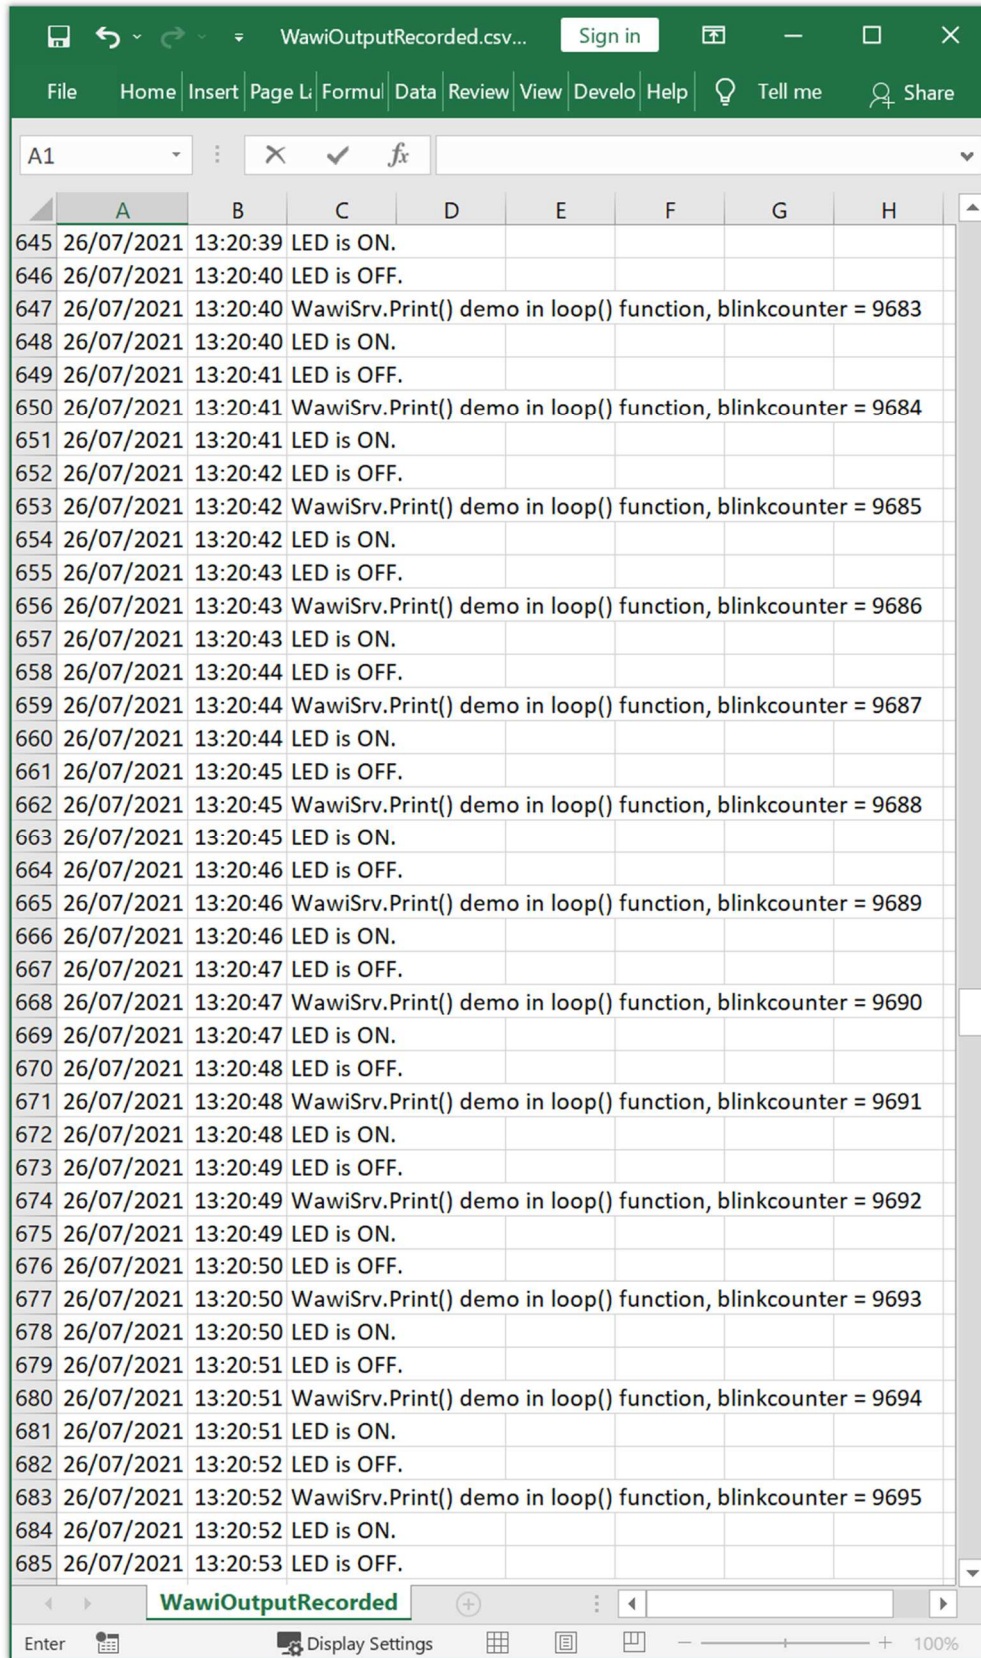 WawiOutputRecorded.csv... Sign in
File Home Insert Page La Formul Data Review View Develo Help Tell me Share
A1 fx
A B C D E F G H
645 26/07/2021 13:20:39 LED is ON.
646 26/07/2021 13:20:40 LED is OFF.
647 26/07/2021 13:20:40 WawiSrv.Print() demo in loop() function, blinkcounter = 9683
648 26/07/2021 13:20:40 LED is ON.
649 26/07/2021 13:20:41 LED is OFF.
650 26/07/2021 13:20:41 WawiSrv.Print() demo in loop() function, blinkcounter = 9684
651 26/07/2021 13:20:41 LED is ON.
652 26/07/2021 13:20:42 LED is OFF.
653 26/07/2021 13:20:42 WawiSrv.Print() demo in loop() function, blinkcounter = 9685
654 26/07/2021 13:20:42 LED is ON.
655 26/07/2021 13:20:43 LED is OFF.
656 26/07/2021 13:20:43 WawiSrv.Print() demo in loop() function, blinkcounter = 9686
657 26/07/2021 13:20:43 LED is ON.
658 26/07/2021 13:20:44 LED is OFF.
659 26/07/2021 13:20:44 WawiSrv.Print() demo in loop() function, blinkcounter = 9687
660 26/07/2021 13:20:44 LED is ON.
661 26/07/2021 13:20:45 LED is OFF.
662 26/07/2021 13:20:45 WawiSrv.Print() demo in loop() function, blinkcounter = 9688
663 26/07/2021 13:20:45 LED is ON.
664 26/07/2021 13:20:46 LED is OFF.
665 26/07/2021 13:20:46 WawiSrv.Print() demo in loop() function, blinkcounter = 9689
666 26/07/2021 13:20:46 LED is ON.
667 26/07/2021 13:20:47 LED is OFF.
668 26/07/2021 13:20:47 WawiSrv.Print() demo in loop() function, blinkcounter = 9690
669 26/07/2021 13:20:47 LED is ON.
670 26/07/2021 13:20:48 LED is OFF.
671 26/07/2021 13:20:48 WawiSrv.Print() demo in loop() function, blinkcounter = 9691
672 26/07/2021 13:20:48 LED is ON.
673 26/07/2021 13:20:49 LED is OFF.
674 26/07/2021 13:20:49 WawiSrv.Print() demo in loop() function, blinkcounter = 9692
675 26/07/2021 13:20:49 LED is ON.
676 26/07/2021 13:20:50 LED is OFF.
677 26/07/2021 13:20:50 WawiSrv.Print() demo in loop() function, blinkcounter = 9693
678 26/07/2021 13:20:50 LED is ON.
679 26/07/2021 13:20:51 LED is OFF.
680 26/07/2021 13:20:51 WawiSrv.Print() demo in loop() function, blinkcounter = 9694
681 26/07/2021 13:20:51 LED is ON.
682 26/07/2021 13:20:52 LED is OFF.
683 26/07/2021 13:20:52 WawiSrv.Print() demo in loop() function, blinkcounter = 9695
684 26/07/2021 13:20:52 LED is ON.
685 26/07/2021 13:20:53 LED is OFF.
WawiOutputRecorded
Enter Display Settings 100%